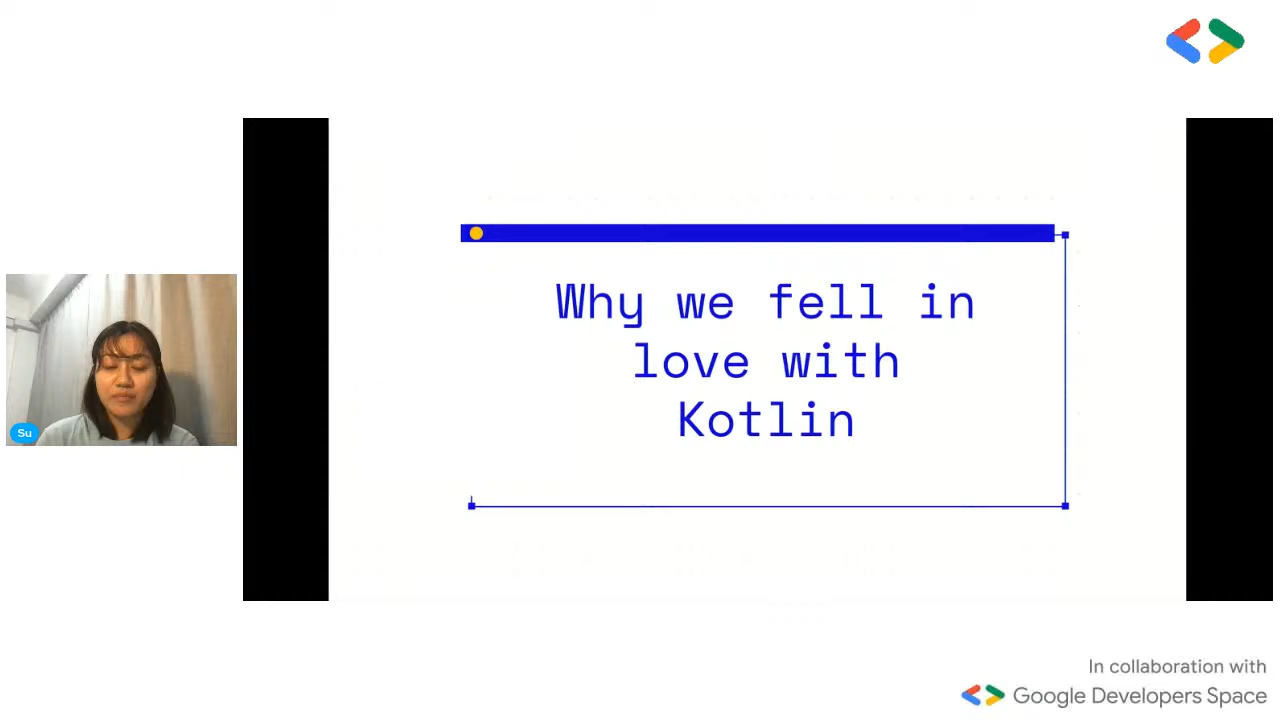 Why we fell in
love with
Kotlin
Su
In collaboration with
Google Developers Space